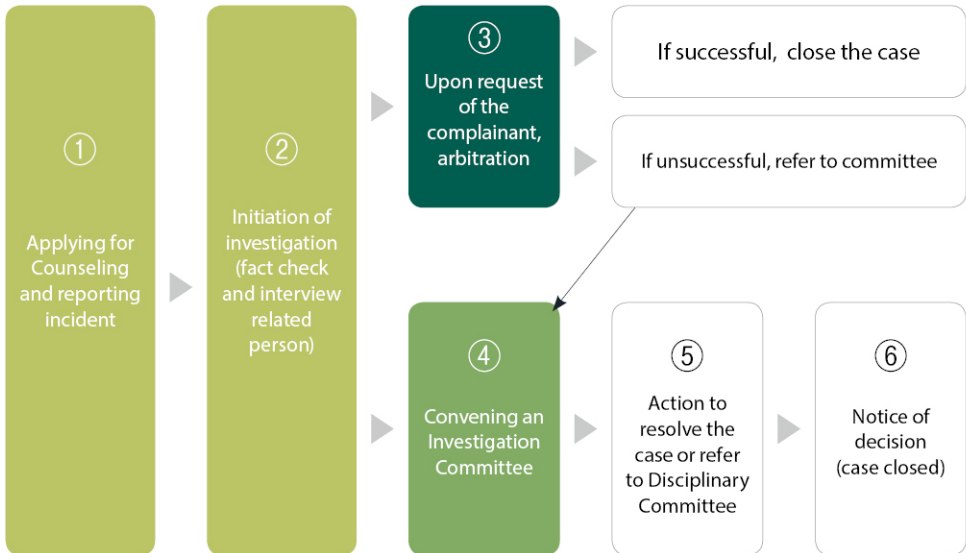 ①
Applying for
Counseling
and reporting
incident
②
Initiation of
investigation
(fact check
and interview
related
person)
③
Upon request
of the
complainant,
arbitration
If successful, close the case
If unsuccessful, refer to committee
④
Convening an
Investigation
Committee
⑤
Action to
resolve the
case or refer
to Disciplinary
Committee
⑥
Notice of
decision
(case closed)